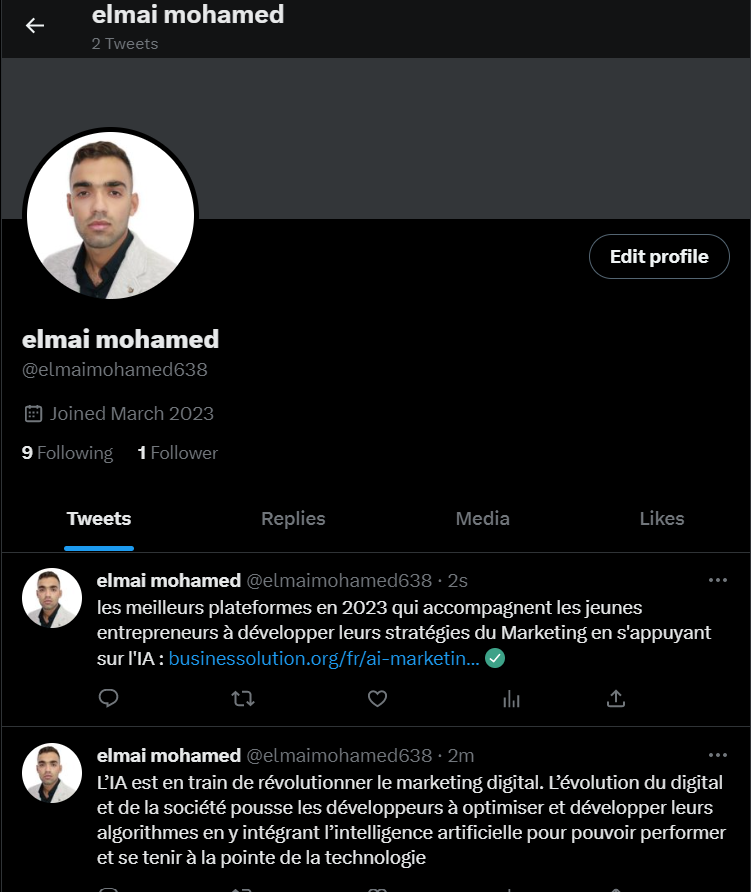 elmai mohamed
2 Tweets
Edit profile
elmai mohamed
@elmaimohamed638
Joined March 2023
9 Following 1 Follower
Tweets Replies Media Likes
elmai mohamed @elmaimohamed638 · 2s
les meilleurs plateformes en 2023 qui accompagnent les jeunes
entrepreneurs à développer leurs stratégies du Marketing en s'appuyant
sur l'IA : businessolution.org/fr/ai-marketin...
elmai mohamed @elmaimohamed638 · 2m
L’IA est en train de révolutionner le marketing digital. L’évolution du digital
et de la société pousse les développeurs à optimiser et développer leurs
algorithmes en y intégrant l’intelligence artificielle pour pouvoir performer
et se tenir à la pointe de la technologie